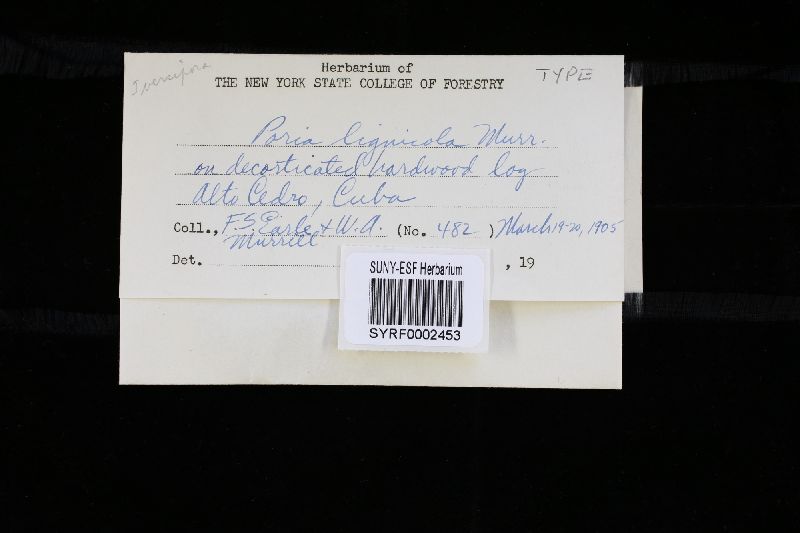 Herbarium of
TYPE
THE NEW YORK STATE COLLEGE OF FORESTRY
Poria lignicola Murr.
on decorticated hardwood log
Alto Cedro, Cuba
Coll., F.S. Earle & W.A. (No. 482 ) March 19-20, 1905
Murrill
Det. , 19
SUNY-ESF Herbarium
SYRF0002453